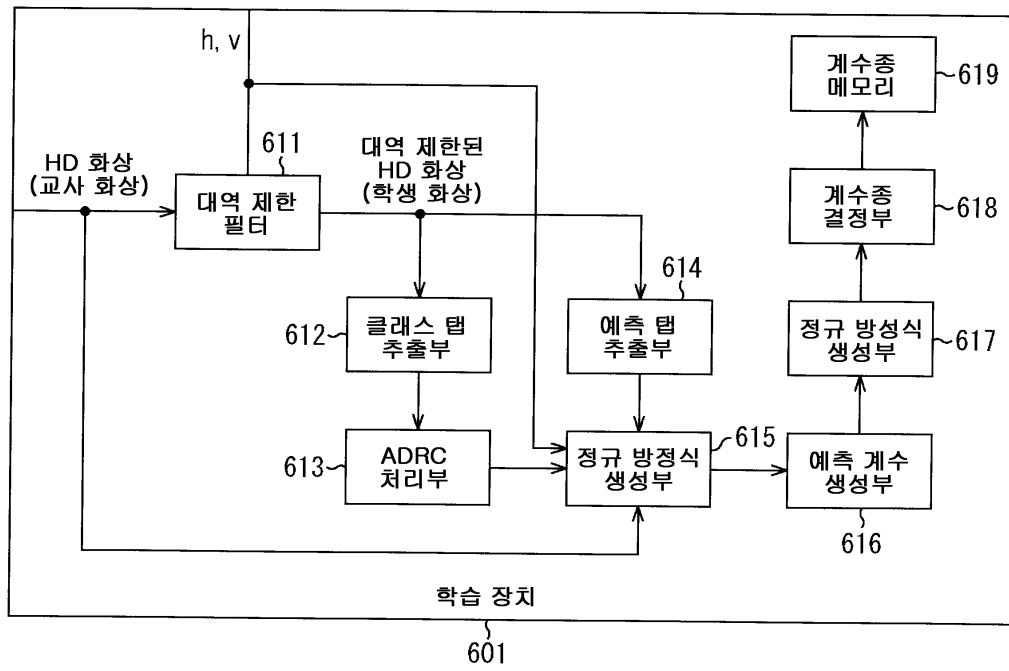 h, v
HD 화상
(교사 화상)
611
대역 제한
필터
대역 제한된
HD 화상
(학생 화상)
612
클래스 탭
추출부
613
ADRC
처리부
614
예측 탭
추출부
615
정규 방정식
생성부
계수종
메모리
619
계수종
결정부
618
정규 방성식
생성부
617
예측 계수
생성부
616
학습 장치
601